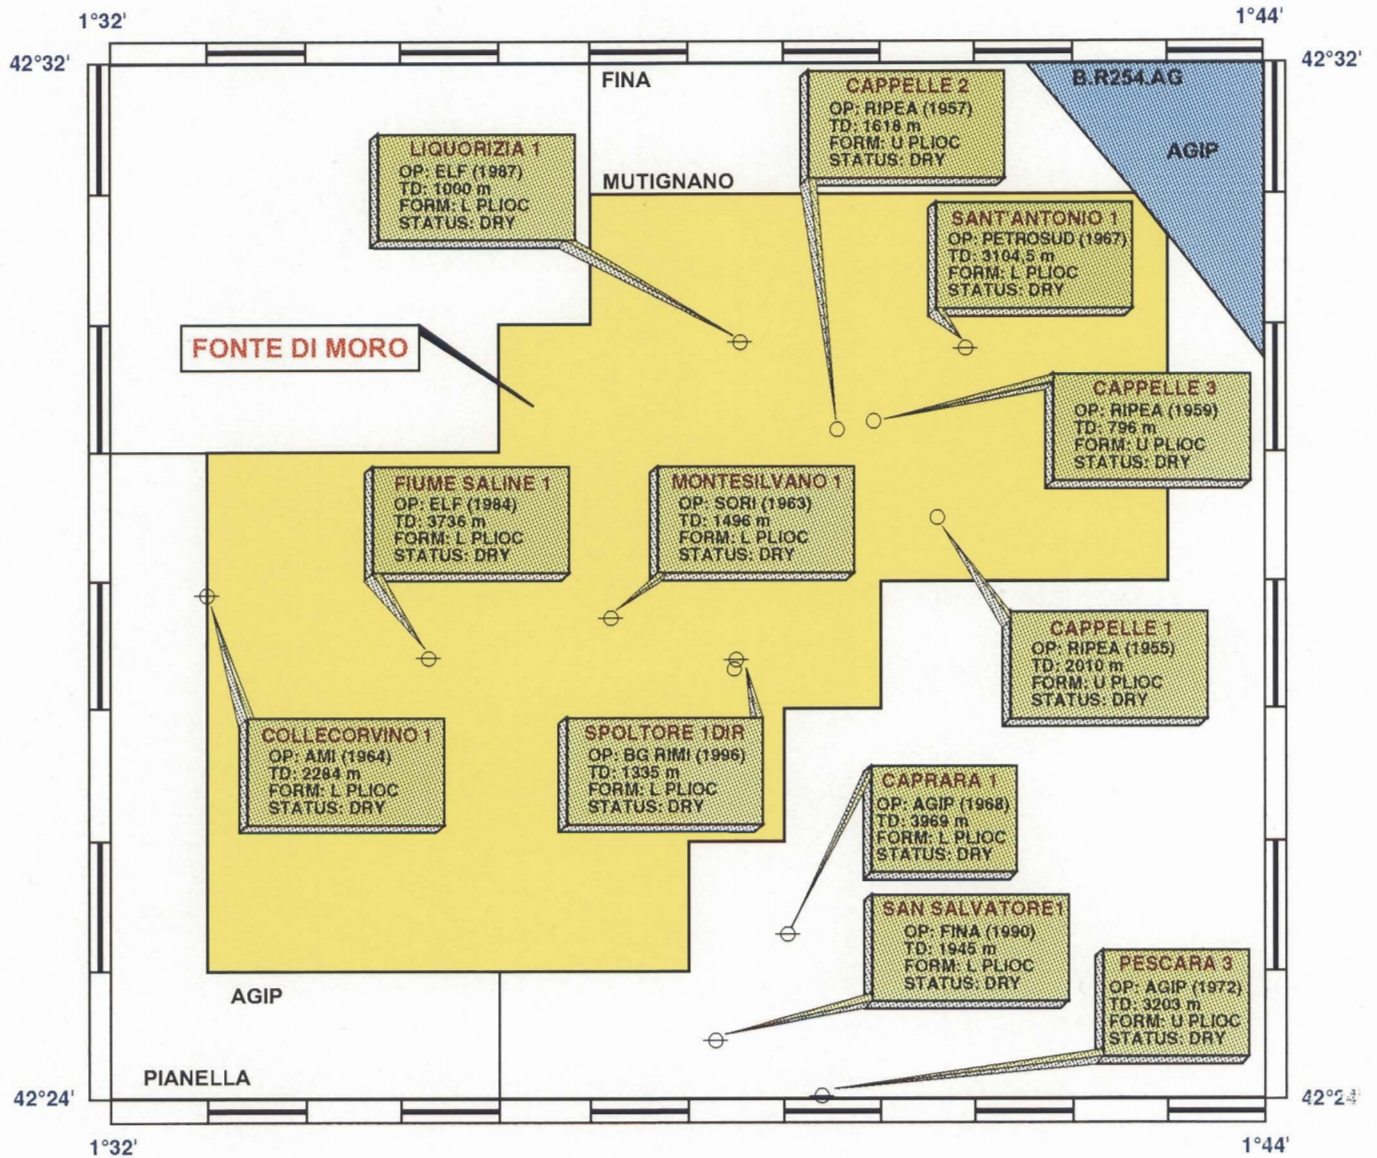 1°32'
1°44'
42°32'
42°32'
FINA
MUTIGNANO
B.R254.AG
AGIP
CAPPELLE 2
OP: RIPEA (1957)
TD: 1618 m
FORM: U PLIOC
STATUS: DRY
LIQUORIZIA 1
OP: ELF (1987)
TD: 1000 m
FORM: L PLIOC
STATUS: DRY
SANT'ANTONIO 1
OP: PETROSUD (1967)
TD: 3104,5 m
FORM: L PLIOC
STATUS: DRY
FONTE DI MORO
CAPPELLE 3
OP: RIPEA (1959)
TD: 796 m
FORM: U PLIOC
STATUS: DRY
FIUME SALINE 1
OP: ELF (1984)
TD: 3736 m
FORM: L PLIOC
STATUS: DRY
MONTESILVANO 1
OP: SORI (1963)
TD: 1496 m
FORM: L PLIOC
STATUS: DRY
CAPPELLE 1
OP: RIPEA (1955)
TD: 2010 m
FORM: U PLIOC
STATUS: DRY
COLLECORVINO 1
OP: AMI (1964)
TD: 2284 m
FORM: L PLIOC
STATUS: DRY
SPOLTORE 1DIR
OP: BG RIMI (1996)
TD: 1335 m
FORM: L PLIOC
STATUS: DRY
CAPRARA 1
OP: AGIP (1968)
TD: 3969 m
FORM: L PLIOC
STATUS: DRY
SAN SALVATORE1
OP: FINA (1990)
TD: 1945 m
FORM: L PLIOC
STATUS: DRY
PESCARA 3
OP: AGIP (1972)
TD: 3203 m
FORM: U PLIOC
STATUS: DRY
AGIP
PIANELLA
42°24'
42°24'
1°32'
1°44'